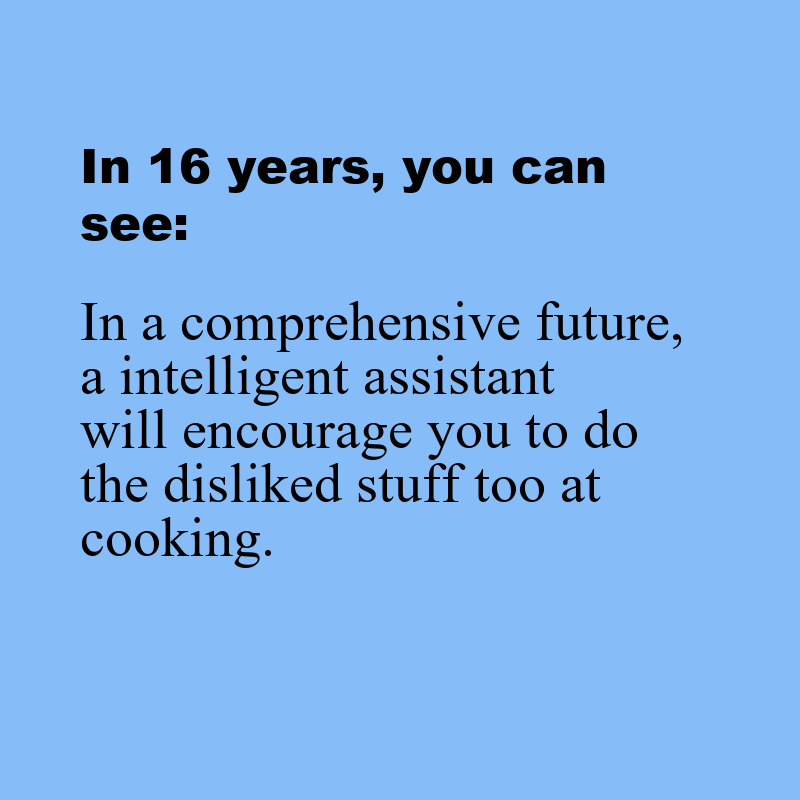 In 16 years, you can
see:
In a comprehensive future,
a intelligent assistant
will encourage you to do
the disliked stuff too at
cooking.